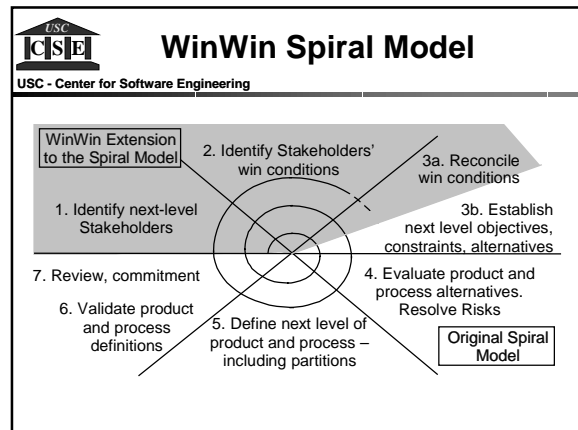 USC
C S E
WinWin Spiral Model
USC - Center for Software Engineering
WinWin Extension
to the Spiral Model
2. Identify Stakeholders'
win conditions
3a. Reconcile
win conditions
1. Identify next-level
Stakeholders
3b. Establish
next level objectives,
constraints, alternatives
7. Review, commitment
4. Evaluate product and
process alternatives.
Resolve Risks
6. Validate product
and process
definitions
5. Define next level of
product and process –
including partitions
Original Spiral
Model